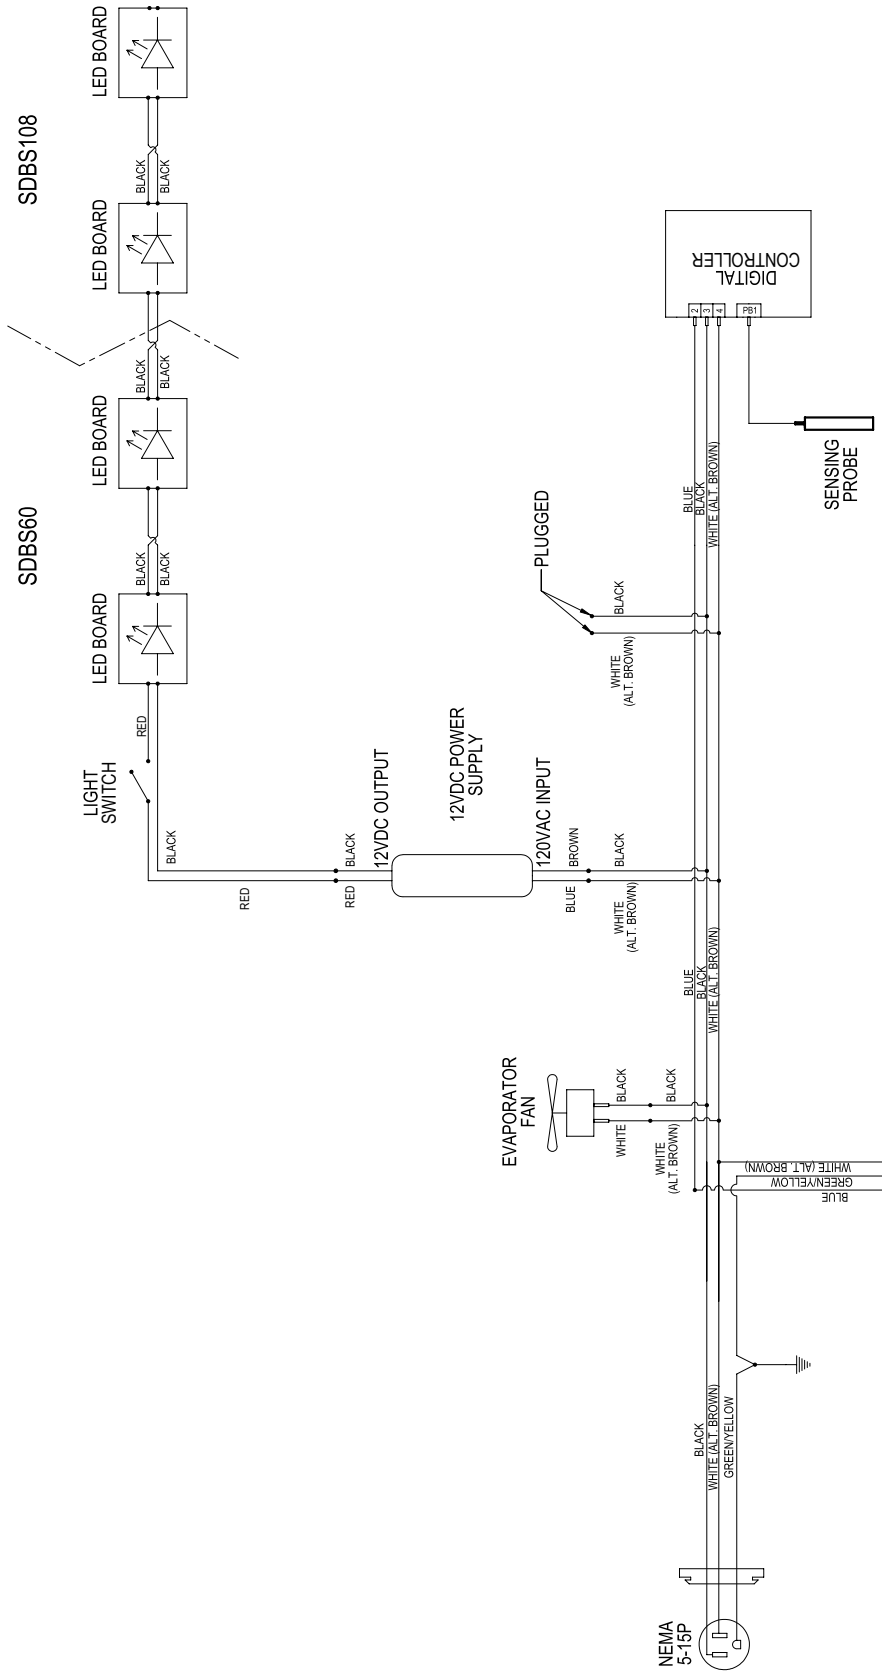 SDBS108
SDBS60
LED BOARD
LED BOARD
LED BOARD
LED BOARD
BLACK
BLACK
BLACK
BLACK
BLACK
BLACK
LIGHT
SWITCH
RED
BLACK
RED
RED
BLACK
12VDC OUTPUT
12VDC POWER
SUPPLY
120VAC INPUT
BLUE
BROWN
WHITE
(ALT. BROWN)
BLACK
PLUGGED
WHITE
(ALT. BROWN)
BLACK
DIGITAL
CONTROLLER
2
3
4
PB1
SENSING
PROBE
BLUE
BLACK
WHITE (ALT. BROWN)
BLUE
BLACK
WHITE (ALT. BROWN)
EVAPORATOR
FAN
WHITE
BLACK
WHITE
(ALT. BROWN)
BLACK
WHITE (ALT. BROWN)
GREEN/YELLOW
BLUE
BLACK
WHITE (ALT. BROWN)
GREEN/YELLOW
NEMA
5-15P